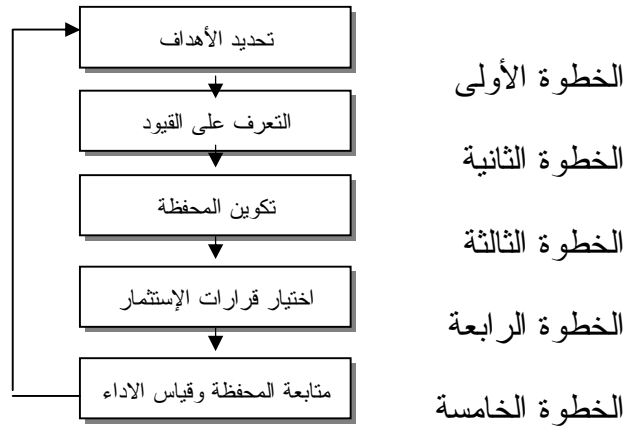 تحديد الأهداف
الخطوة الأولى
التعرف على القيود
الخطوة الثانية
تكوين المحفظة
الخطوة الثالثة
اختيار قرارات الإستثمار
الخطوة الرابعة
متابعة المحفظة وقياس الاداء
الخطوة الخامسة